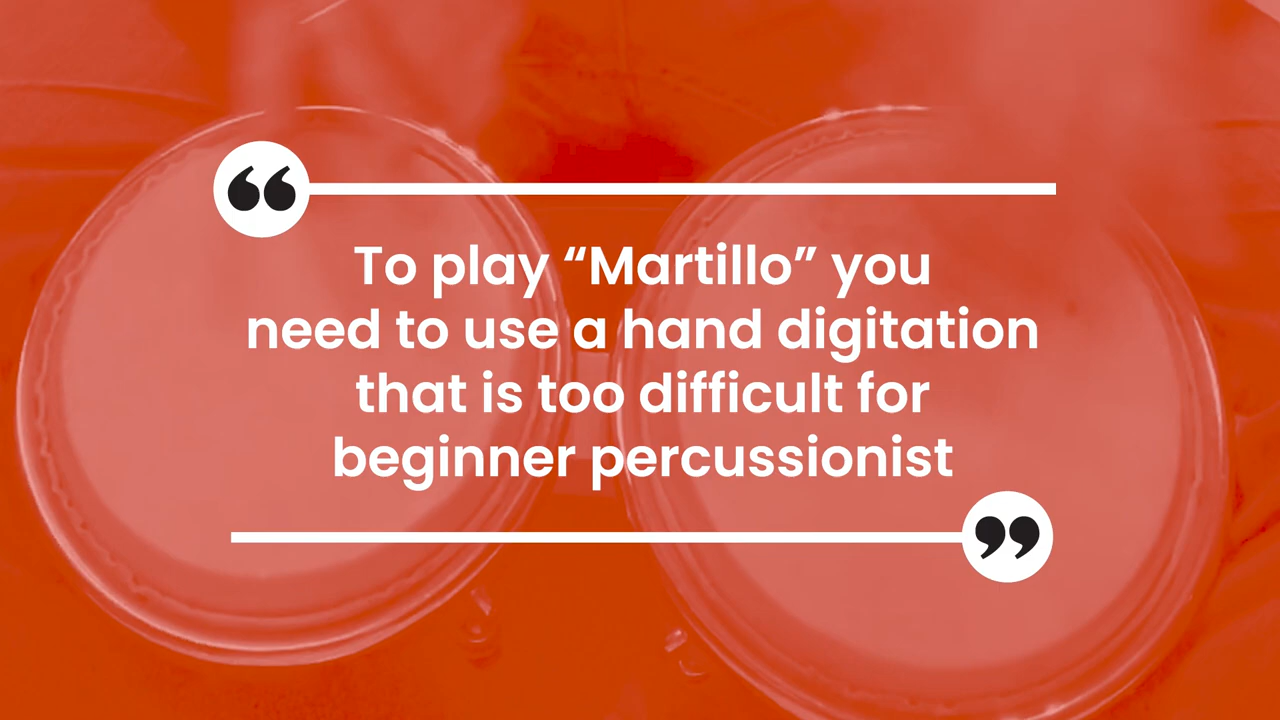 “
To play “Martillo” you
need to use a hand digitation
that is too difficult for
beginner percussionist
”